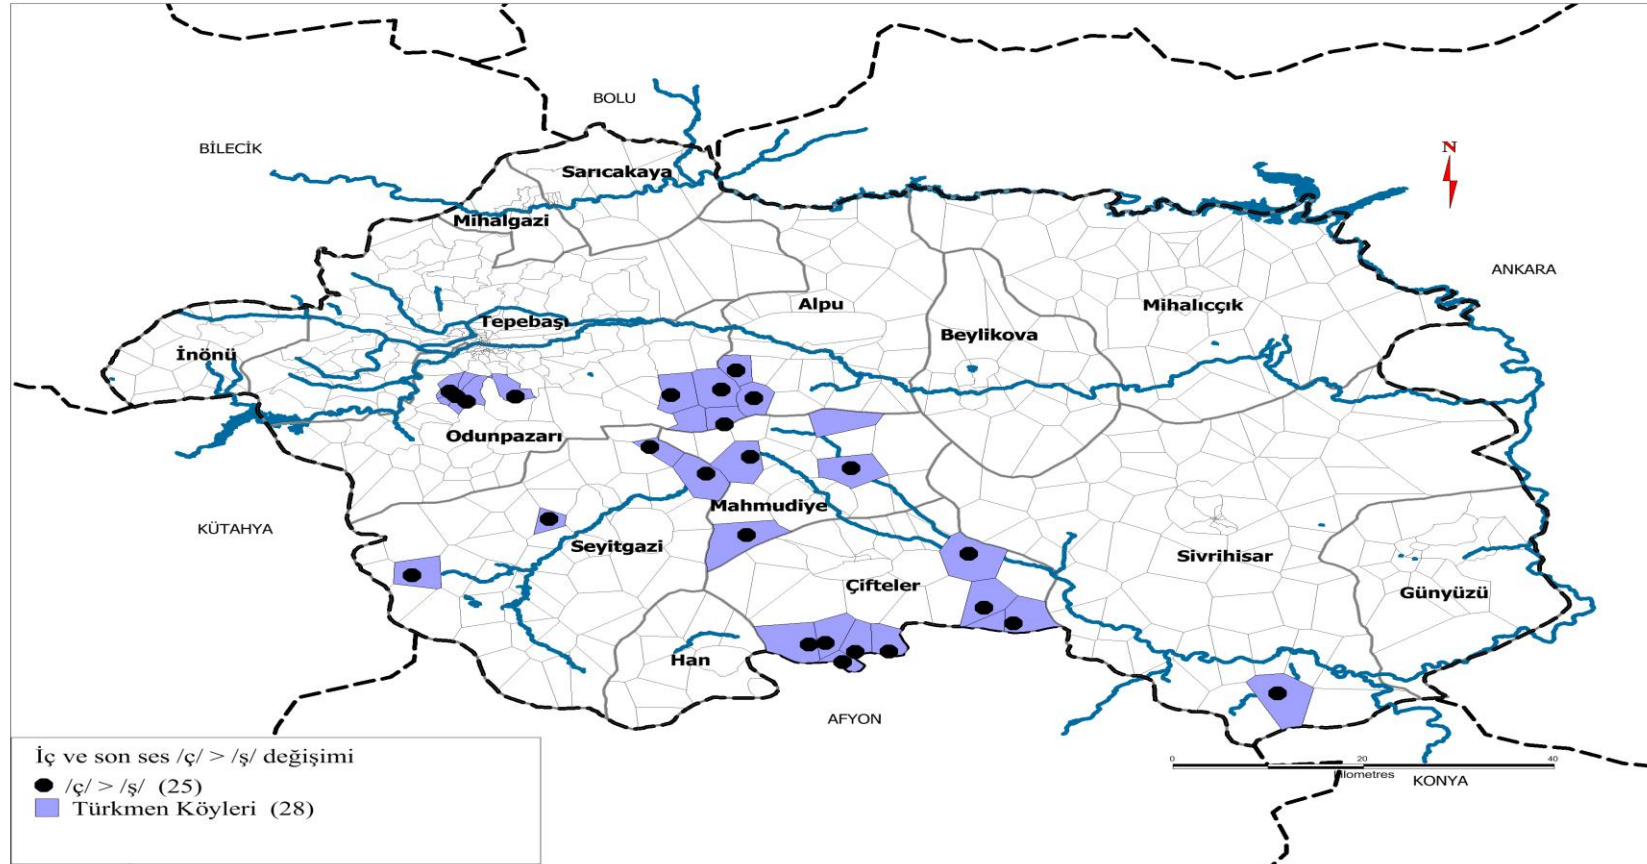 BOLU
BİLECİK
Sarıcakaya
N
Mihalgazi
ANKARA
Alpu
Mihalıççık
Tepebaşı
Beylikova
İnönü
Odunpazarı
Mahmudiye
KÜTAHYA
Seyitgazi
Sivrihisar
Çifteler
Günyüzü
Han
AFYON
İç ve son ses /ç/ > /ş/ değişimi
/ç/ > /ş/ (25)
Türkmen Köyleri (28)
0 20 40
Kilometres
KONYA